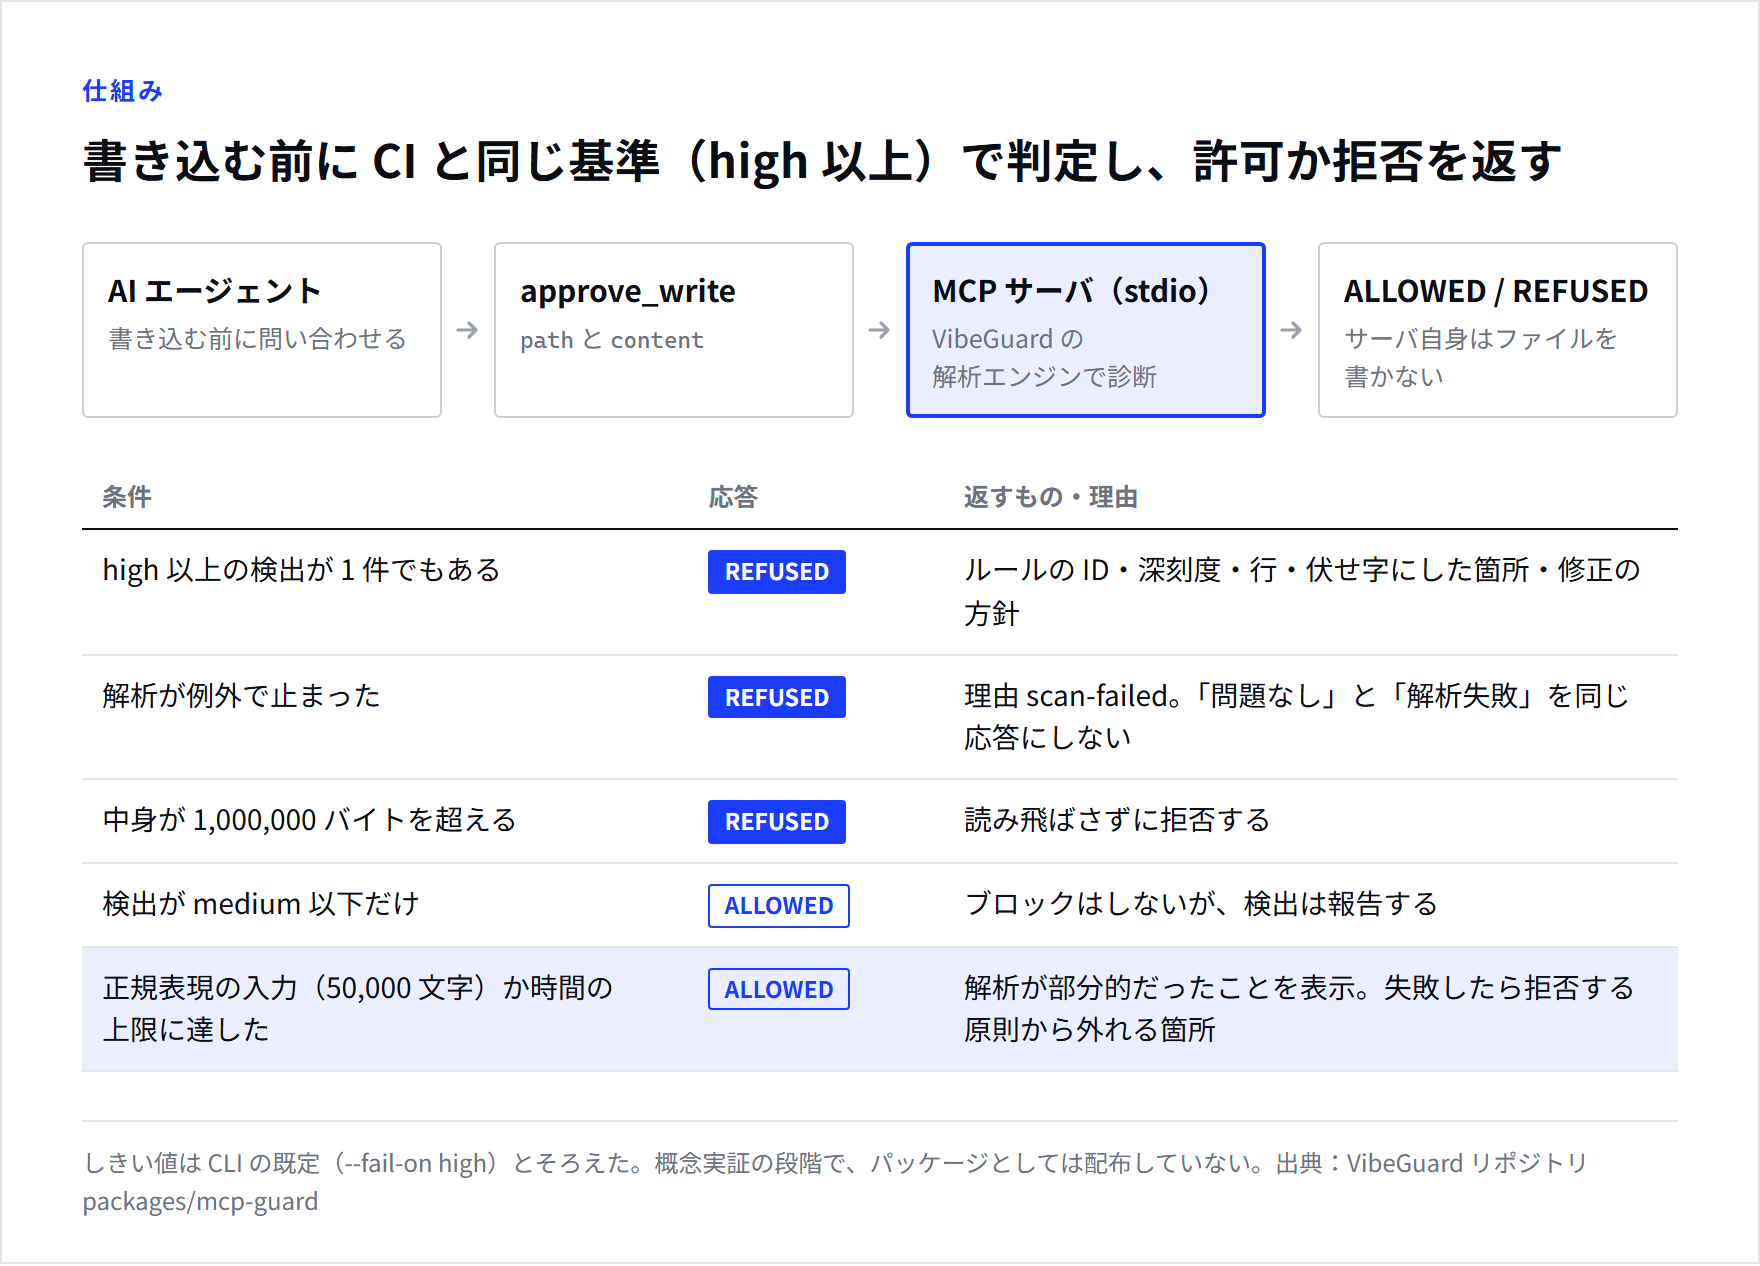 仕組み
書き込む前に CI と同じ基準（high 以上）で判定し、許可か拒否を返す
AI エージェント
書き込む前に問い合わせる
approve_write
path と content
MCP サーバ（stdio）
VibeGuard の
解析エンジンで診断
ALLOWED / REFUSED
サーバ自身はファイルを
書かない
条件
応答
返すもの・理由
high 以上の検出が 1 件でもある
REFUSED
ルールの ID・深刻度・行・伏せ字にした箇所・修正の
方針
解析が例外で止まった
REFUSED
理由 scan-failed。「問題なし」と「解析失敗」を同じ
応答にしない
中身が 1,000,000 バイトを超える
REFUSED
読み飛ばさずに拒否する
検出が medium 以下だけ
ALLOWED
ブロックはしないが、検出は報告する
正規表現の入力（50,000 文字）か時間の
上限に達した
ALLOWED
解析が部分的だったことを表示。失敗したら拒否する
原則から外れる箇所
しきい値は CLI の既定（--fail-on high）とそろえた。概念実証の段階で、パッケージとしては配布していない。出典：VibeGuard リポジトリ
packages/mcp-guard